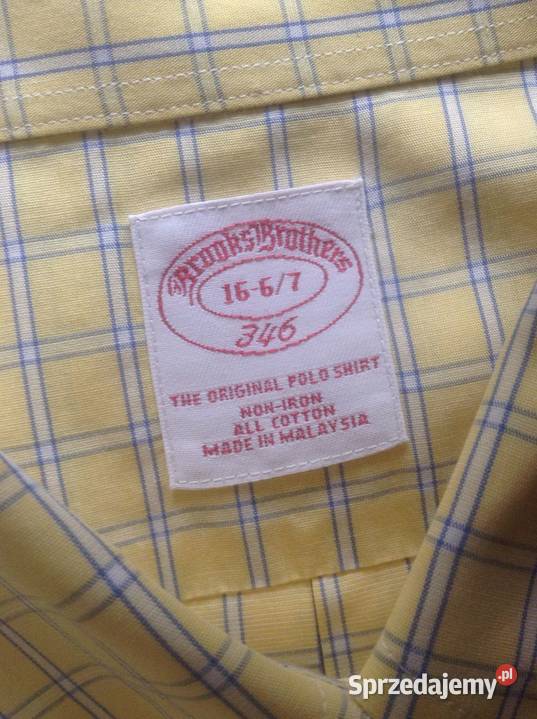 Brooks Brothers
16-6/7
346
THE ORIGINAL POLO SHIRT
NON-IRON
ALL COTTON
MADE IN MALAYSIA
Sprzedajemy.pl